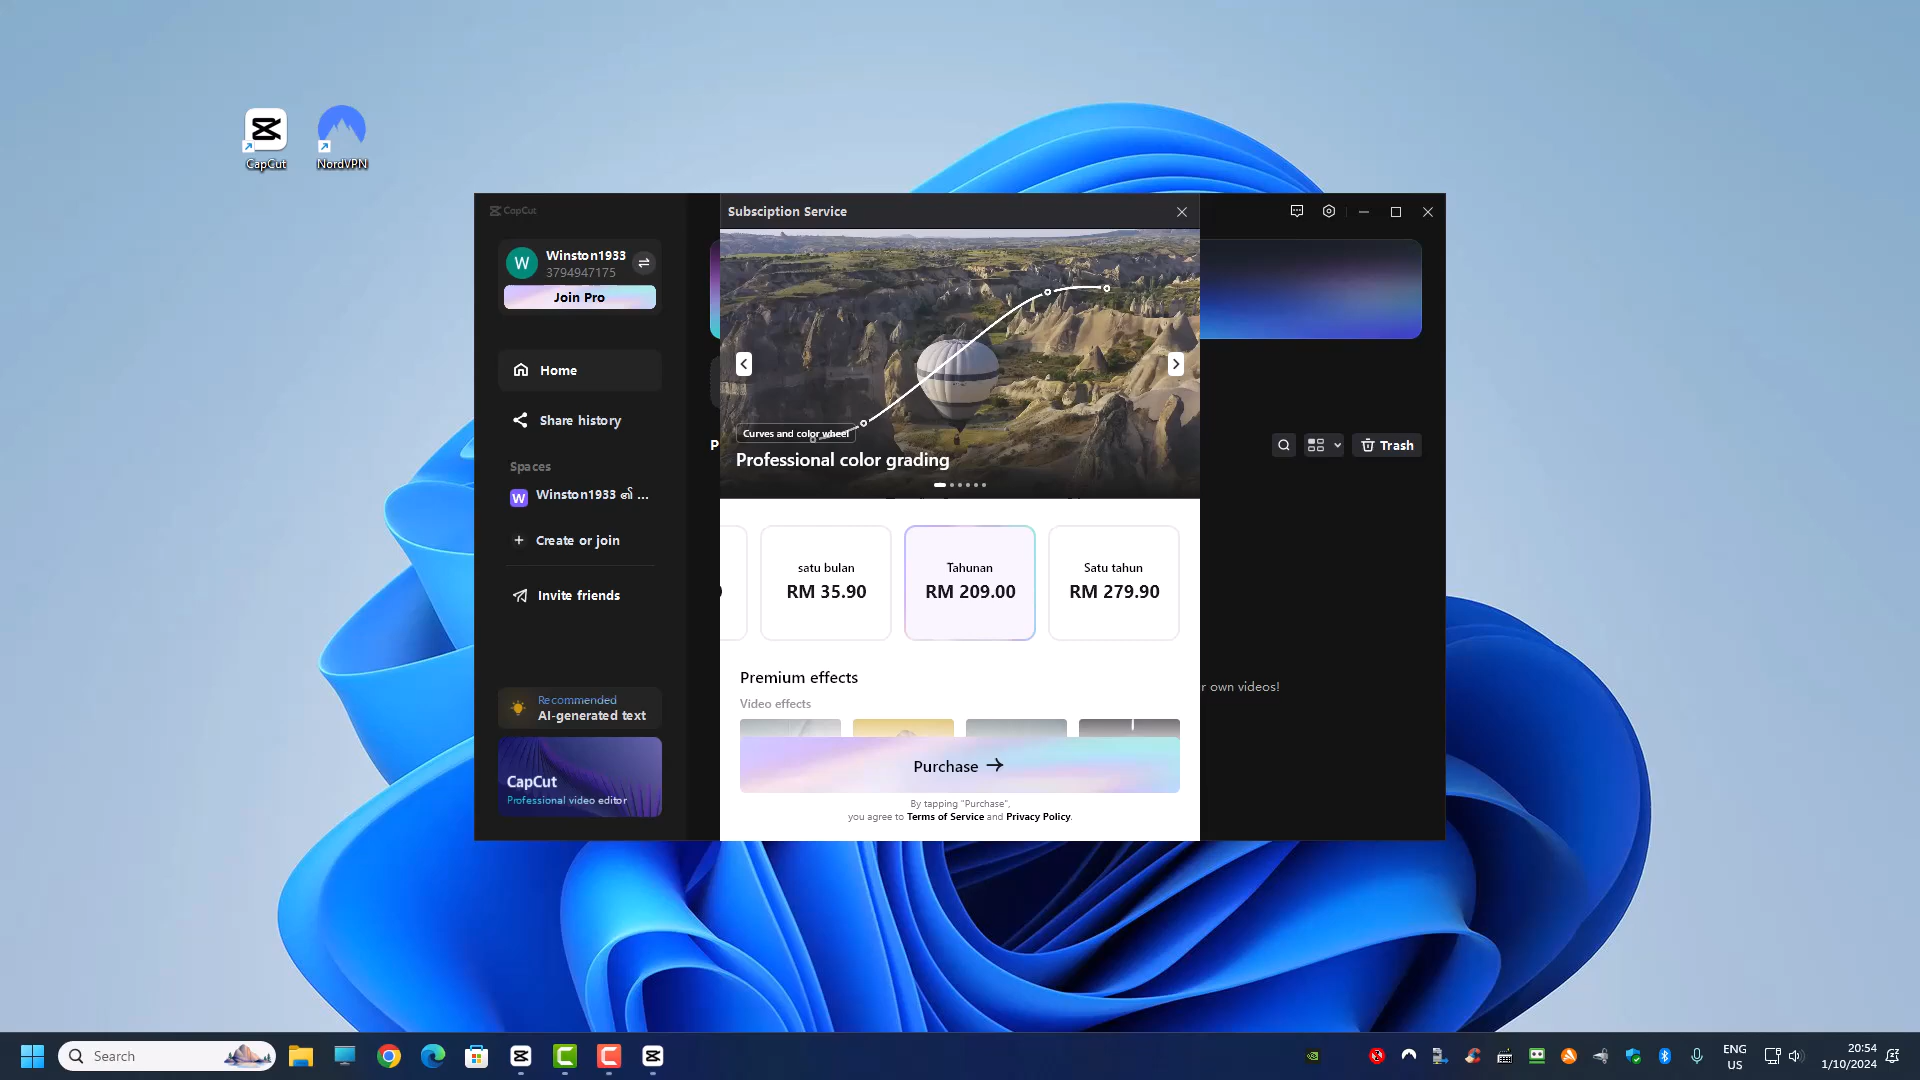 CapCut
NordVPN
CapCut
Subsciption Service
W
Winston1933
3794947175
Join Pro
Home
Share history
Spaces
W
Create or join
Invite friends
Recommended
AI-generated text
CapCut
Professional video editor
Curves and color wheel
Professional color grading
P
Trash
satu bulan
RM 35.90
Tahunan
RM 209.00
Satu tahun
RM 279.90
Premium effects
Video effects
r own videos!
Purchase
By tapping "Purchase",
you agree to Terms of Service and Privacy Policy.
Search
ENG
US
20:54
1/10/2024